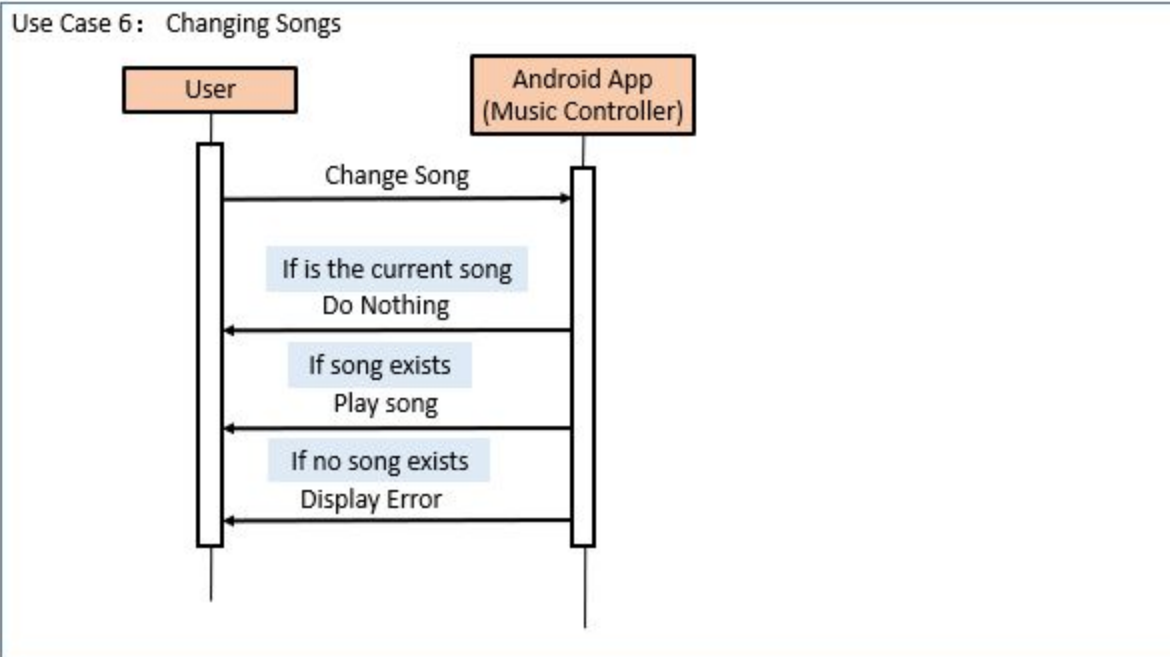 Use Case 6： Changing Songs
User
Android App
(Music Controller)
Change Song
If is the current song
Do Nothing
If song exists
Play song
If no song exists
Display Error